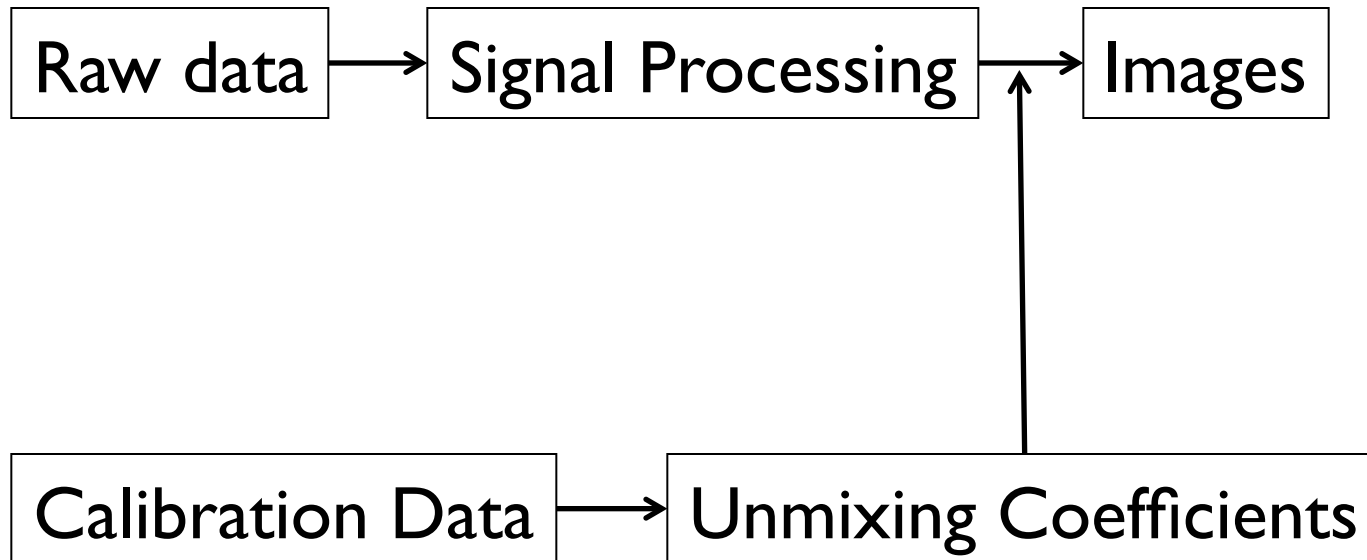 Raw data
Signal Processing
Images
Calibration Data
Unmixing Coefficients